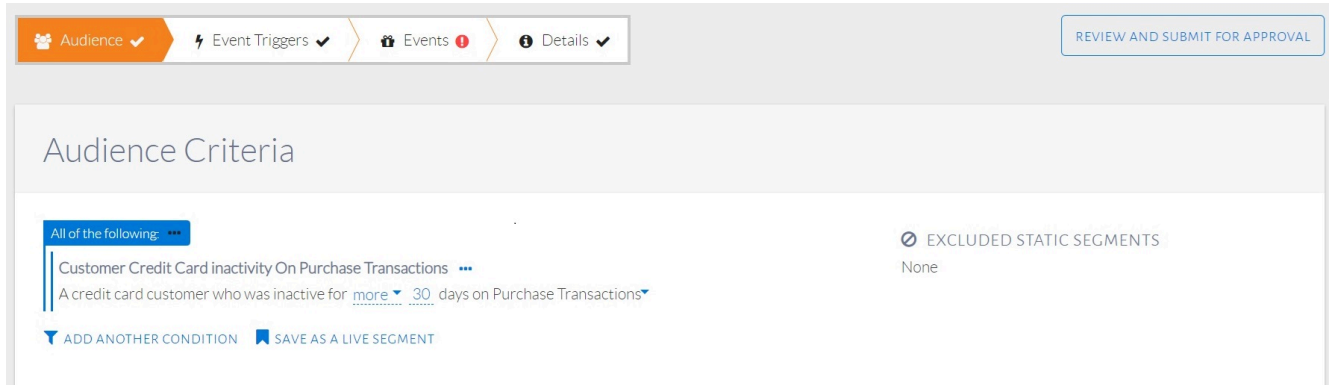 Audience
Event Triggers
Events
Details
REVIEW AND SUBMIT FOR APPROVAL
Audience Criteria
All of the following: •••
Customer Credit Card inactivity On Purchase Transactions •••
A credit card customer who was inactive for more 30 days on Purchase Transactions
ADD ANOTHER CONDITION SAVE AS A LIVE SEGMENT
EXCLUDED STATIC SEGMENTS
None